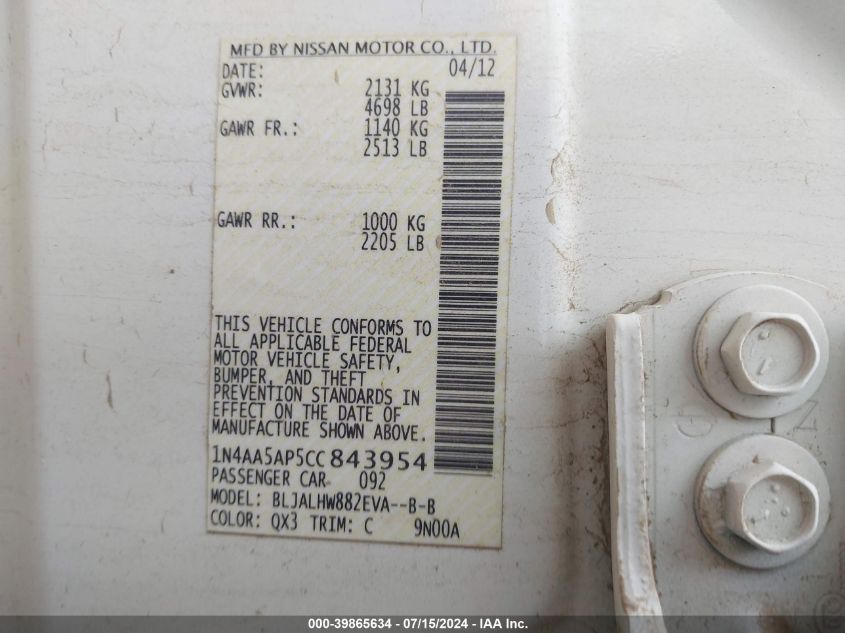 MFD BY NISSAN MOTOR CO., LTD.
DATE: 04/12
GVWR: 2131 KG
4698 LB
GAWR FR.: 1140 KG
2513 LB
GAWR RR.: 1000 KG
2205 LB
THIS VEHICLE CONFORMS TO
ALL APPLICABLE FEDERAL
MOTOR VEHICLE SAFETY,
BUMPER, AND THEFT
PREVENTION STANDARDS IN
EFFECT ON THE DATE OF
MANUFACTURE SHOWN ABOVE.
1N4AA5AP5CC843954
PASSENGER CAR 092
MODEL: BLJALHW882EVA--B-B
COLOR: QX3 TRIM: C 9N00A
000-39865634 - 07/15/2024 - IAA Inc.